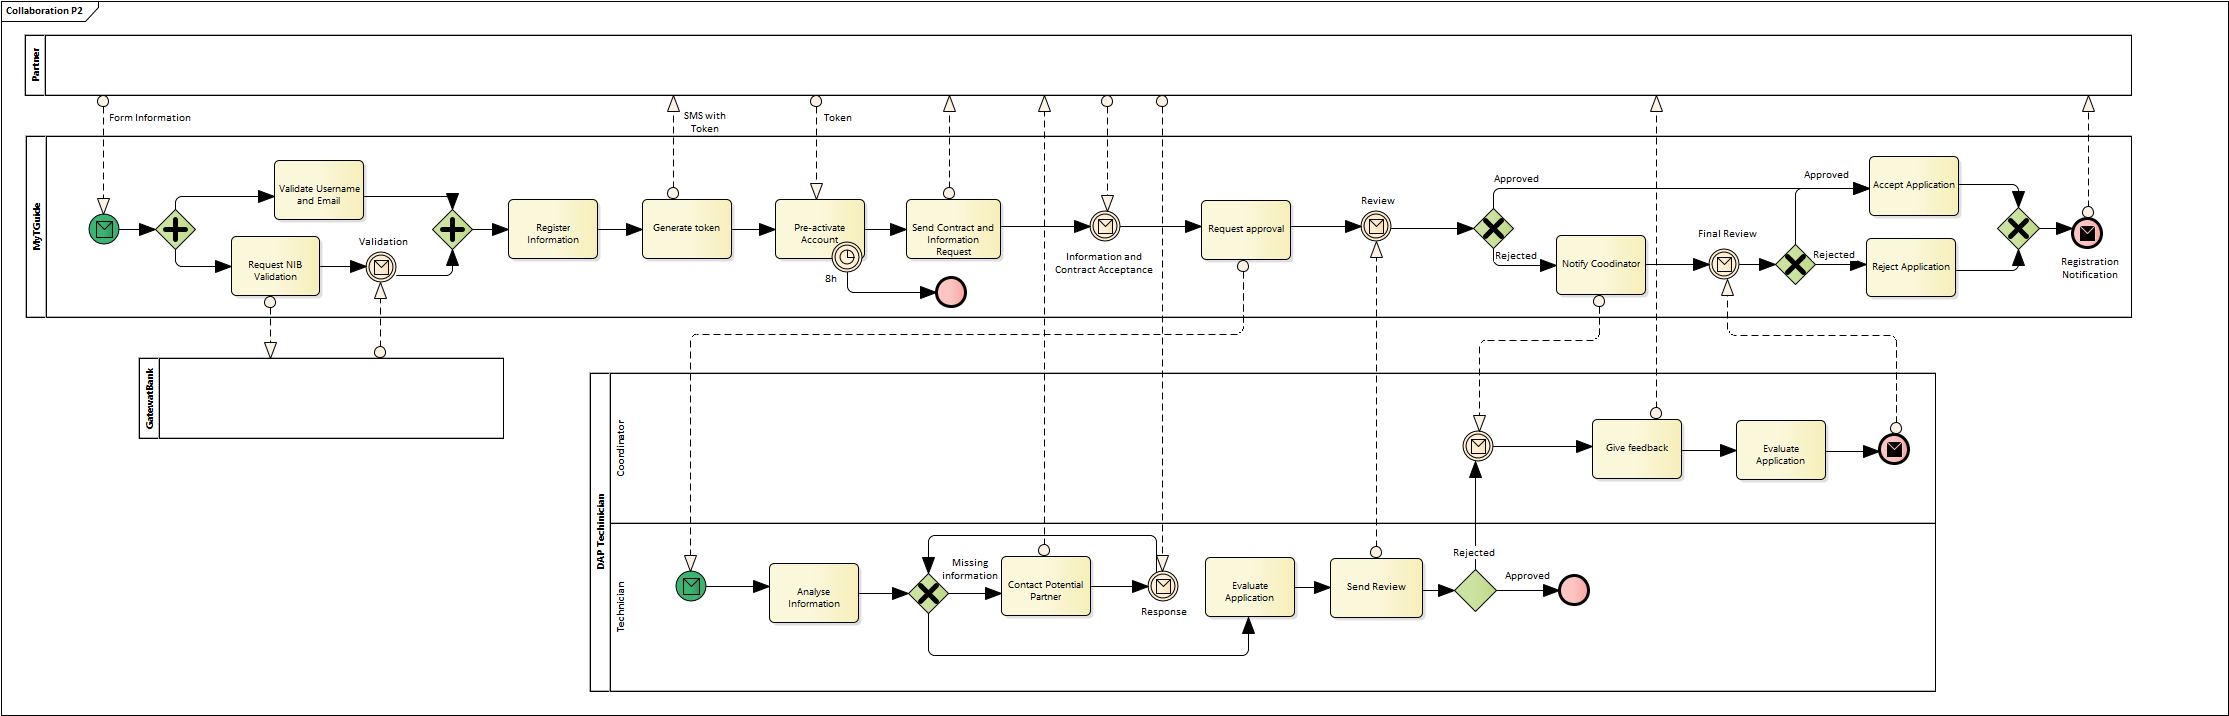 Collaboration P2
Partner
Form Information
SMS with
Token
Token
MyTGuide
Validate Username
and Email
Request NIB
Validation
Validation
Register
Information
Generate token
Pre-activate
Account
8h
Send Contract and
Information
Request
Information and
Contract Acceptance
Request approval
Review
Approved
Rejected
Notify Coodinator
Final Review
Approved
Rejected
Accept Application
Reject Application
Registration
Notification
GatewatBank
DAP Techinician
Coordinator
Give feedback
Evaluate
Application
Technician
Analyse
Information
Missing
information
Contact Potential
Partner
Response
Evaluate
Application
Send Review
Rejected
Approved